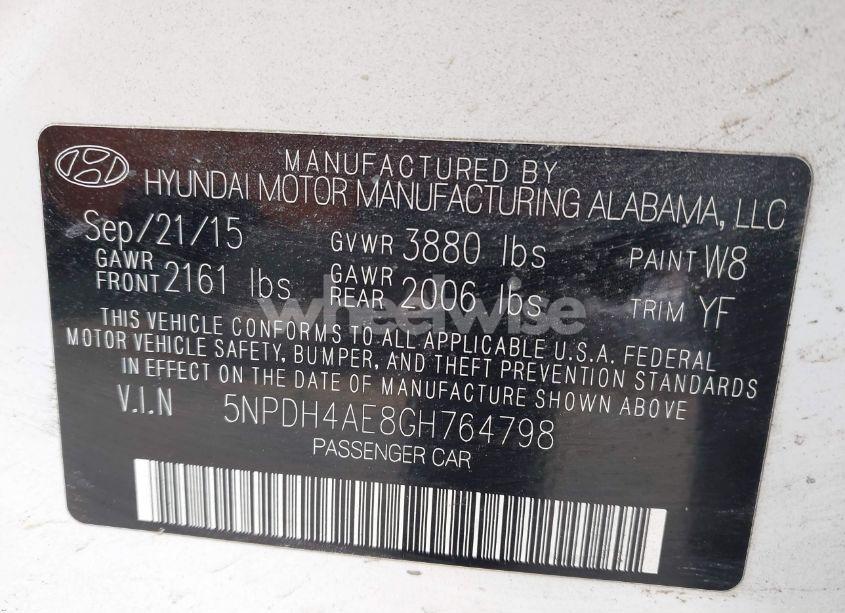 MANUFACTURED BY
HYUNDAI MOTOR MANUFACTURING ALABAMA, LLC
Sep/21/15 GVWR 3880 lbs PAINT W8
GAWR FRONT 2161 lbs GAWR REAR 2006 lbs TRIM YF
wheelwise
THIS VEHICLE CONFORMS TO ALL APPLICABLE U.S.A. FEDERAL
MOTOR VEHICLE SAFETY, BUMPER, AND THEFT PREVENTION STANDARDS
IN EFFECT ON THE DATE OF MANUFACTURE SHOWN ABOVE.
V.I.N 5NPDH4AE8GH764798
PASSENGER CAR